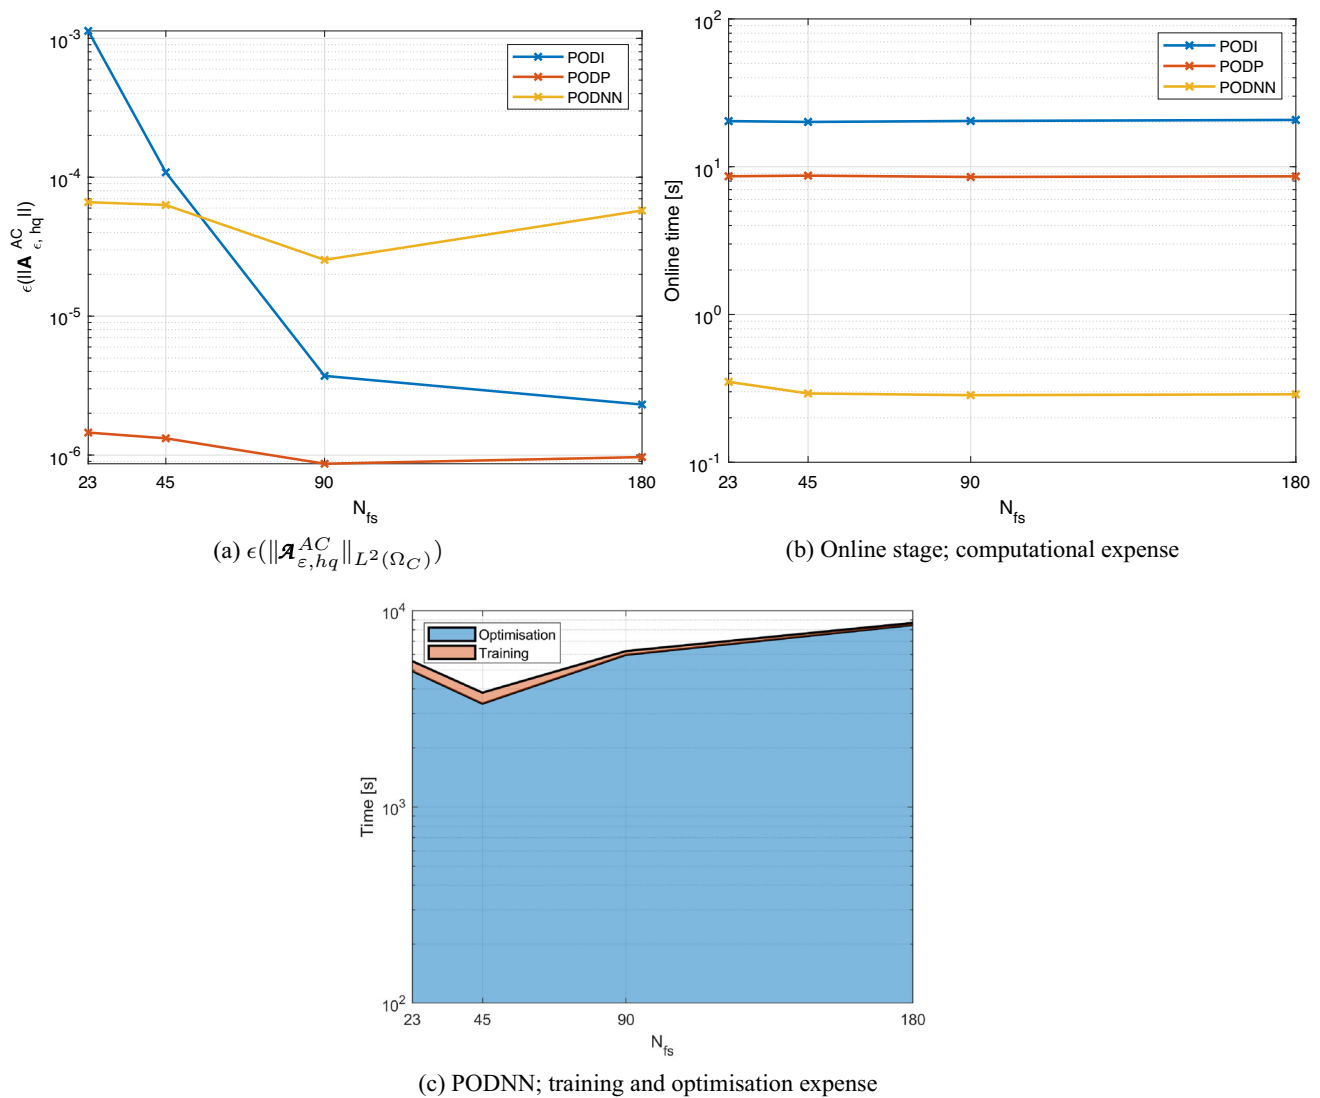 10^-3
10^-4
10^-5
10^-6
ϵ(||A^AC_ϵ, hq||)
PODI
PODP
PODNN
23 45 90 180
N_fs
(a) ϵ(‖𝓐^{AC}_{ε,hq}‖_{L^2(Ω_C)})
10^2
10^1
10^0
10^-1
Online time [s]
PODI
PODP
PODNN
23 45 90 180
N_fs
(b) Online stage; computational expense
10^4
10^3
10^2
Time [s]
Optimisation
Training
23 45 90 180
N_fs
(c) PODNN; training and optimisation expense